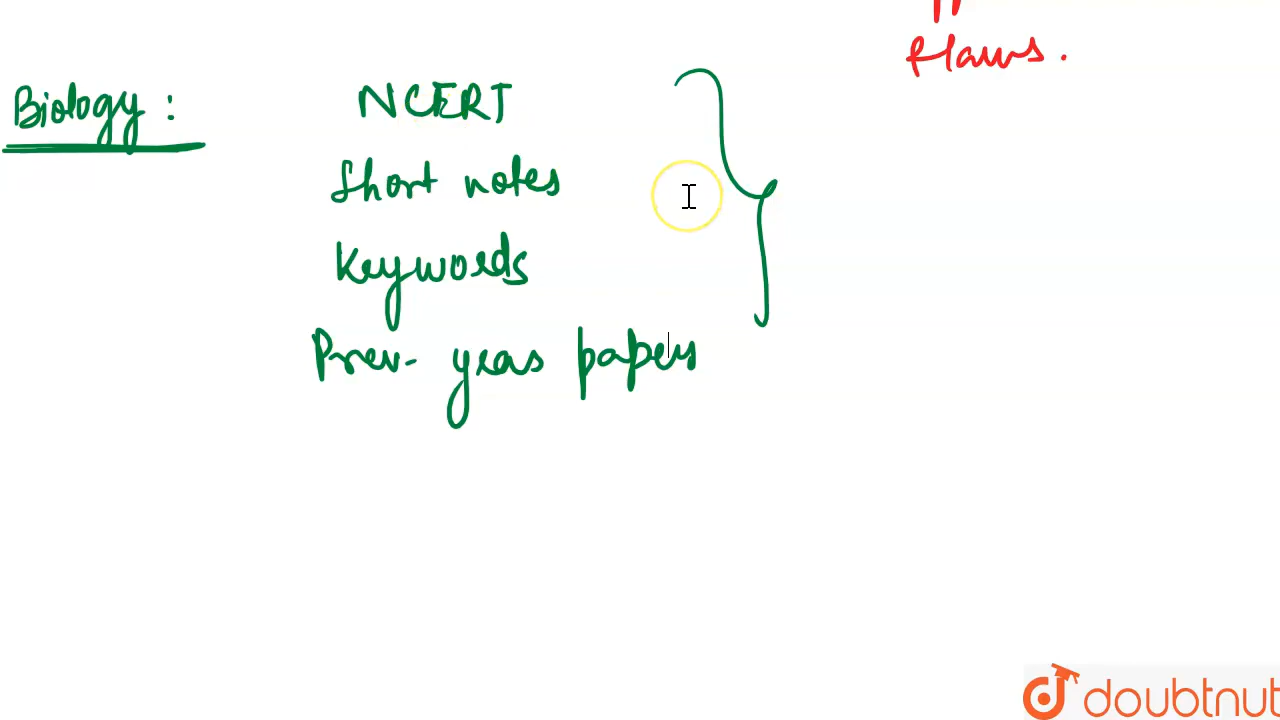 flaws.
Biology :
NCERT
Short notes
Keywords
Prev. years papers
doubtnut